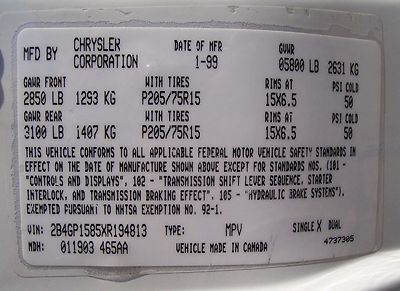 MFD BY CHRYSLER CORPORATION DATE OF MFR 1-99 GVWR 05800 LB 2631 KG
GAWR FRONT WITH TIRES RIMS AT PSI COLD
2850 LB 1293 KG P205/75R15 15X6.5 50
GAWR REAR WITH TIRES RIMS AT PSI COLD
3100 LB 1407 KG P205/75R15 15X6.5 50
THIS VEHICLE CONFORMS TO ALL APPLICABLE FEDERAL MOTOR VEHICLE SAFETY STANDARDS IN
EFFECT ON THE DATE OF MANUFACTURE SHOWN ABOVE EXCEPT FOR STANDARDS NOS. (101 -
"CONTROLS AND DISPLAYS", 102 - "TRANSMISSION SHIFT LEVER SEQUENCE, STARTER
INTERLOCK, AND TRANSMISSION BRAKING EFFECT", 105 - "HYDRAULIC BRAKE SYSTEMS").
EXEMPTED PURSUANT TO NHTSA EXEMPTION NO. 92-1.
VIN: 2B4GP1585XR194813 TYPE: MPV SINGLE X DUAL
MDH: 011903 465AA VEHICLE MADE IN CANADA 4737305